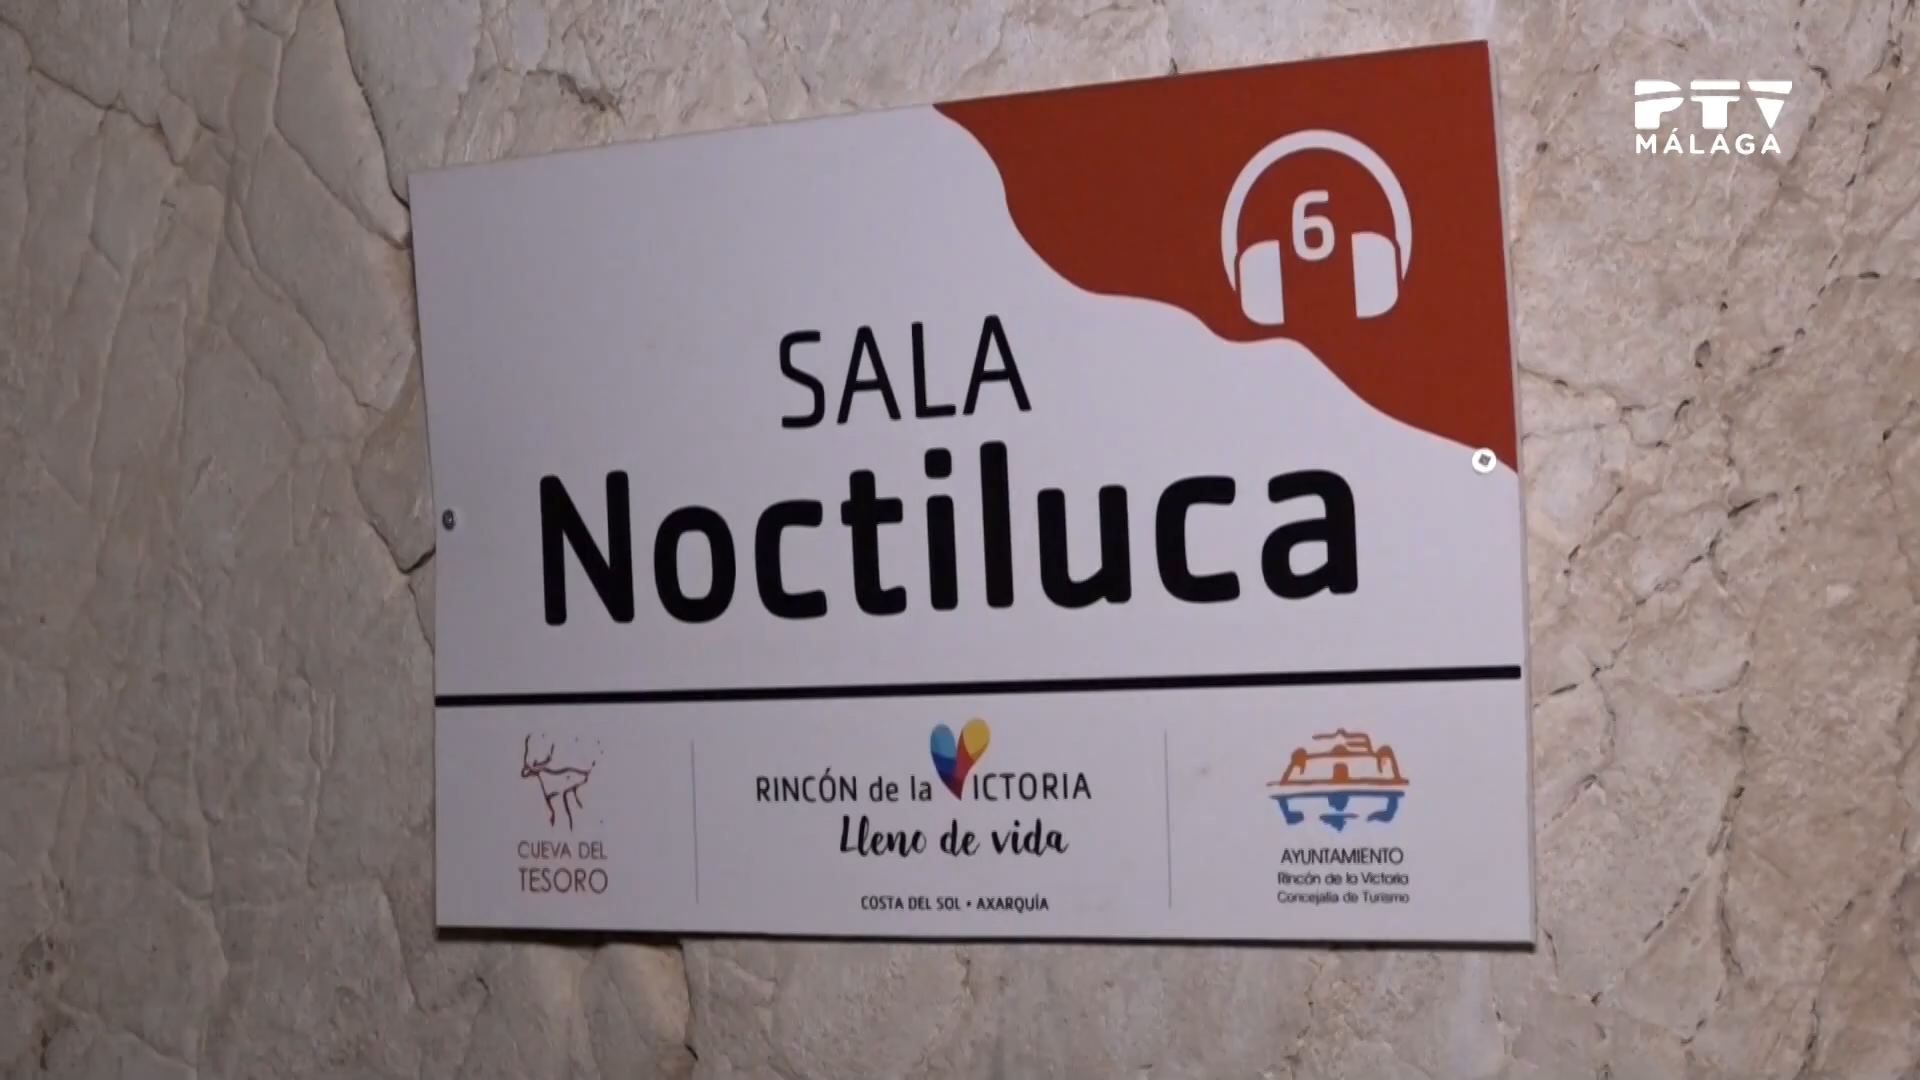 PTV
MÁLAGA
6
SALA
Noctiluca
CUEVA DEL
TESORO
RINCÓN de la VICTORIA
Lleno de vida
COSTA DEL SOL • AXARQUÍA
AYUNTAMIENTO
Rincón de la Victoria
Concejalía de Turismo